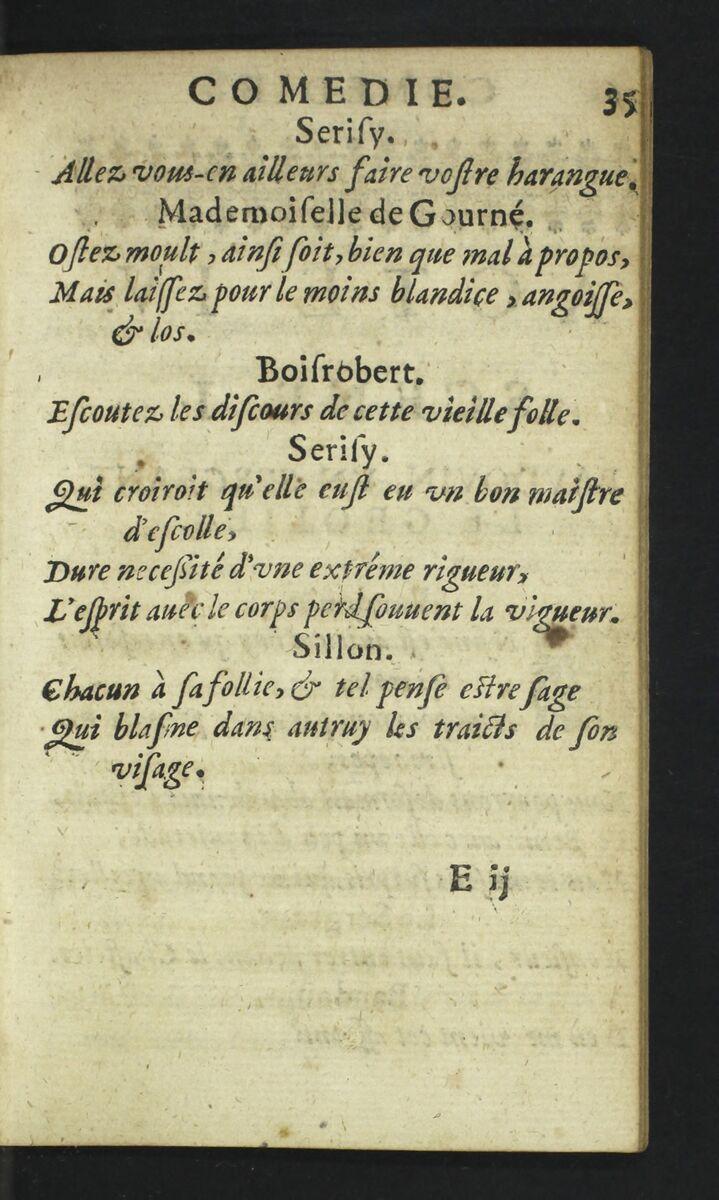 COMEDIE. 35
Seriſy.
Allez vous-en ailleurs faire voſtre harangue.
Mademoiſelle de Gourné.
Oſtez moult, ainſi ſoit, bien que mal à propos,
Mais laiſſez pour le moins blandice, angoiſſe,
& los.
Boiſrobert.
Eſcoutez les diſcours de cette vieille folle.
Seriſy.
Qui croiroit qu'elle euſt eu vn bon maiſtre
d'eſcolle,
Dure neceſſité d'vne extréme rigueur,
L'eſprit auec le corps perd ſouuent la vigueur.
Sillon.
Chacun à ſa follie, & tel penſe eſtre ſage
Qui blaſme dans autruy les traicts de ſon
viſage.
E ij